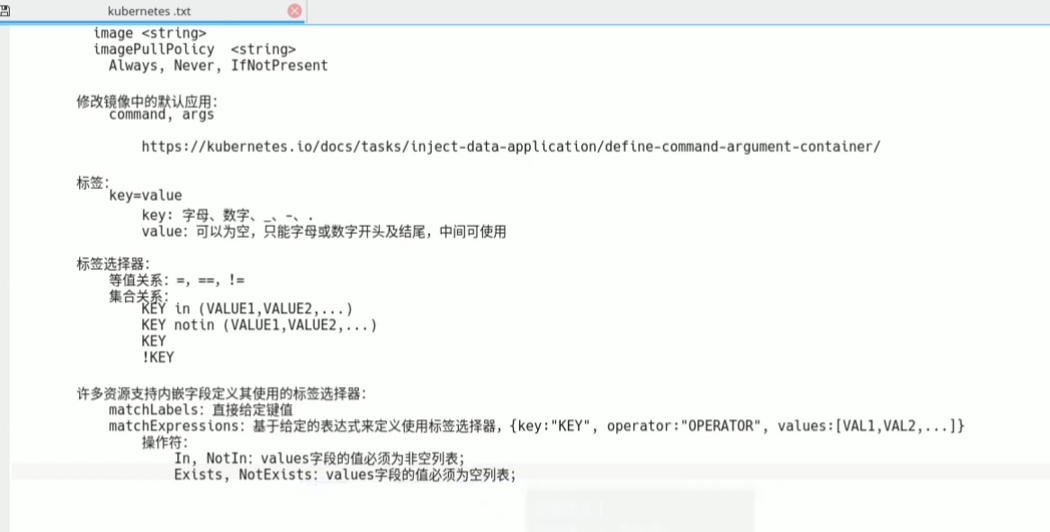 kubernetes .txt
image <string>
imagePullPolicy <string>
Always, Never, IfNotPresent
修改镜像中的默认应用:
command, args
https://kubernetes.io/docs/tasks/inject-data-application/define-command-argument-container/
标签:
key=value
key: 字母、数字、_、-、.
value: 可以为空，只能字母或数字开头及结尾，中间可使用
标签选择器:
等值关系: =, ==, !=
集合关系:
KEY in (VALUE1,VALUE2,...)
KEY notin (VALUE1,VALUE2,...)
KEY
!KEY
许多资源支持内嵌字段定义其使用的标签选择器:
matchLabels: 直接给定键值
matchExpressions: 基于给定的表达式来定义使用标签选择器，{key:"KEY", operator:"OPERATOR", values:[VAL1,VAL2,...]}
操作符:
In, NotIn: values字段的值必须为非空列表;
Exists, NotExists: values字段的值必须为空列表;